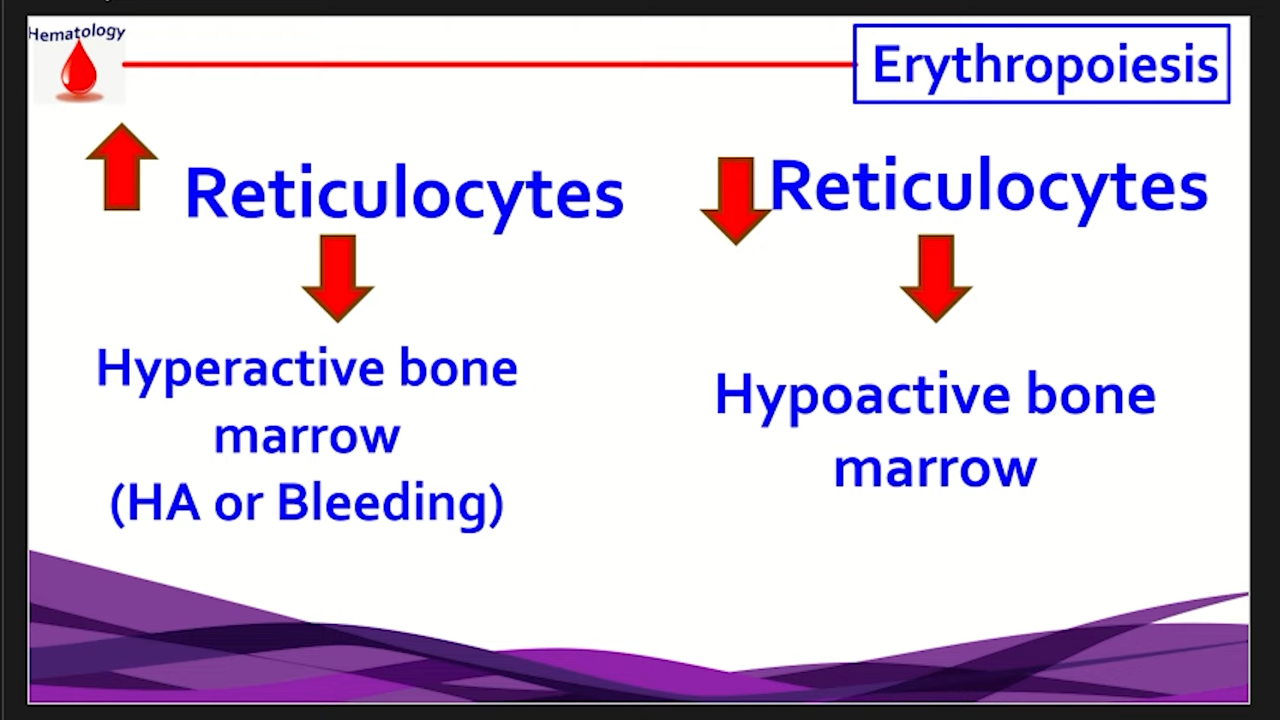 Hematology
Erythropoiesis
Reticulocytes
Hyperactive bone
marrow
(HA or Bleeding)
Reticulocytes
Hypoactive bone
marrow